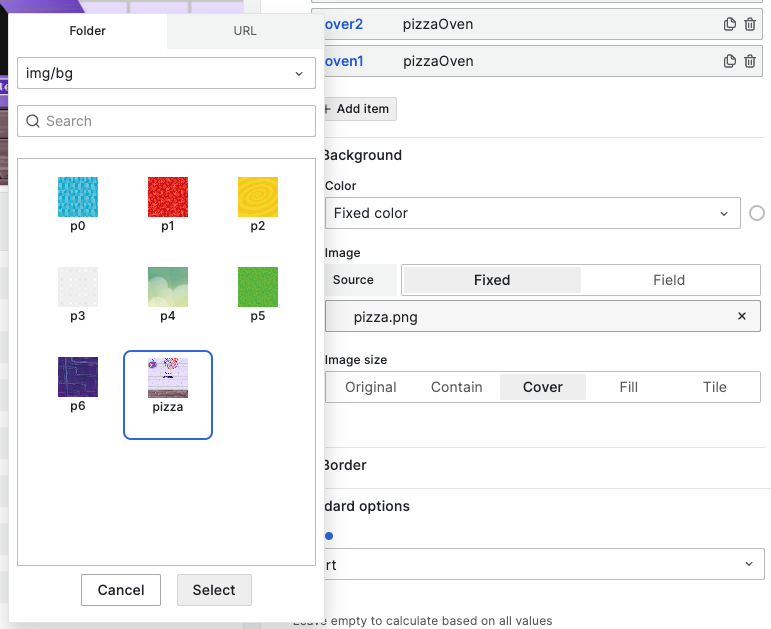 Folder
URL
img/bg
Search
p0
p1
p2
p3
p4
p5
p6
pizza
Cancel
Select
over2
pizzaOven
oven1
pizzaOven
Add item
Background
Color
Fixed color
Image
Source
Fixed
Field
pizza.png
Image size
Original
Contain
Cover
Fill
Tile
Border
dard options
rt
Leave empty to calculate based on all values